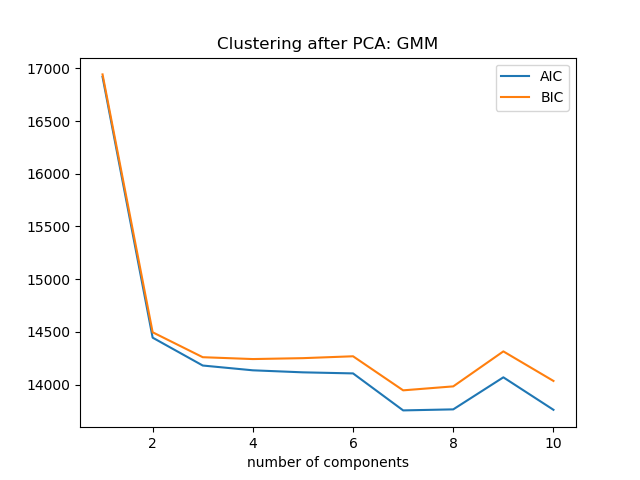 Clustering after PCA: GMM
AIC
BIC
17000
16500
16000
15500
15000
14500
14000
2 4 6 8 10
number of components